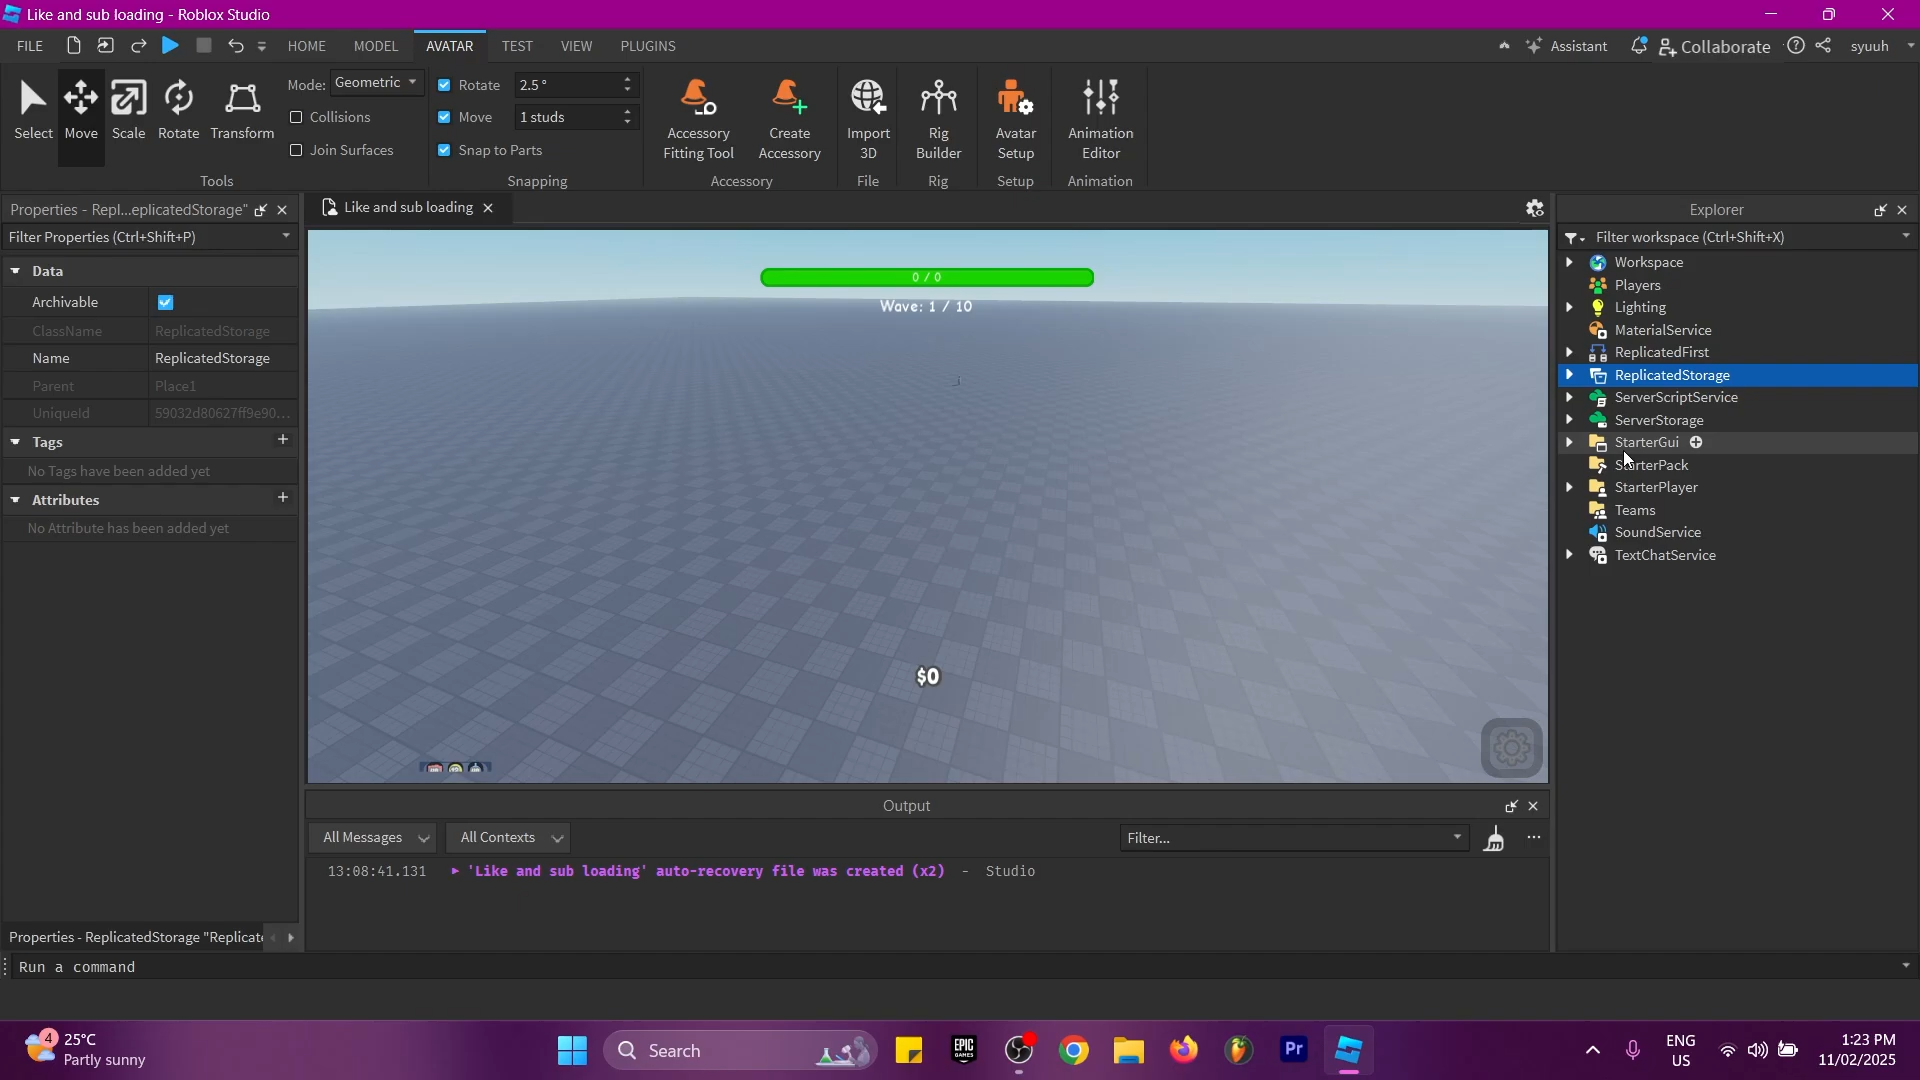 Like and sub loading - Roblox Studio
FILE HOME MODEL AVATAR TEST VIEW PLUGINS Assistant Collaborate syuuh
Select Move Scale Rotate Transform
Mode: Geometric
Collisions
Join Surfaces
Tools
Rotate 2.5 °
Move 1 studs
Snap to Parts
Snapping
Accessory Fitting Tool
Create Accessory
Accessory
Import 3D
File
Rig Builder
Rig
Avatar Setup
Setup
Animation Editor
Animation
Properties - Repl...eplicatedStorage"
Filter Properties (Ctrl+Shift+P)
Data
Archivable
ClassName ReplicatedStorage
Name ReplicatedStorage
Parent Place1
UniqueId 59032d80627ff9e90...
Tags +
No Tags have been added yet
Attributes +
No Attribute has been added yet
Properties - ReplicatedStorage "Replicate
Like and sub loading
0 / 0
Wave: 1 / 10
$0
Output
All Messages All Contexts Filter...
13:08:41.131 'Like and sub loading' auto-recovery file was created (x2) - Studio
Explorer
Filter workspace (Ctrl+Shift+X)
Workspace
Players
Lighting
MaterialService
ReplicatedFirst
ReplicatedStorage
ServerScriptService
ServerStorage
StarterGui
StarterPack
StarterPlayer
Teams
SoundService
TextChatService
Run a command
4
25°C
Partly sunny
Search
EPIC GAMES
Pr
ENG
US
1:23 PM
11/02/2025